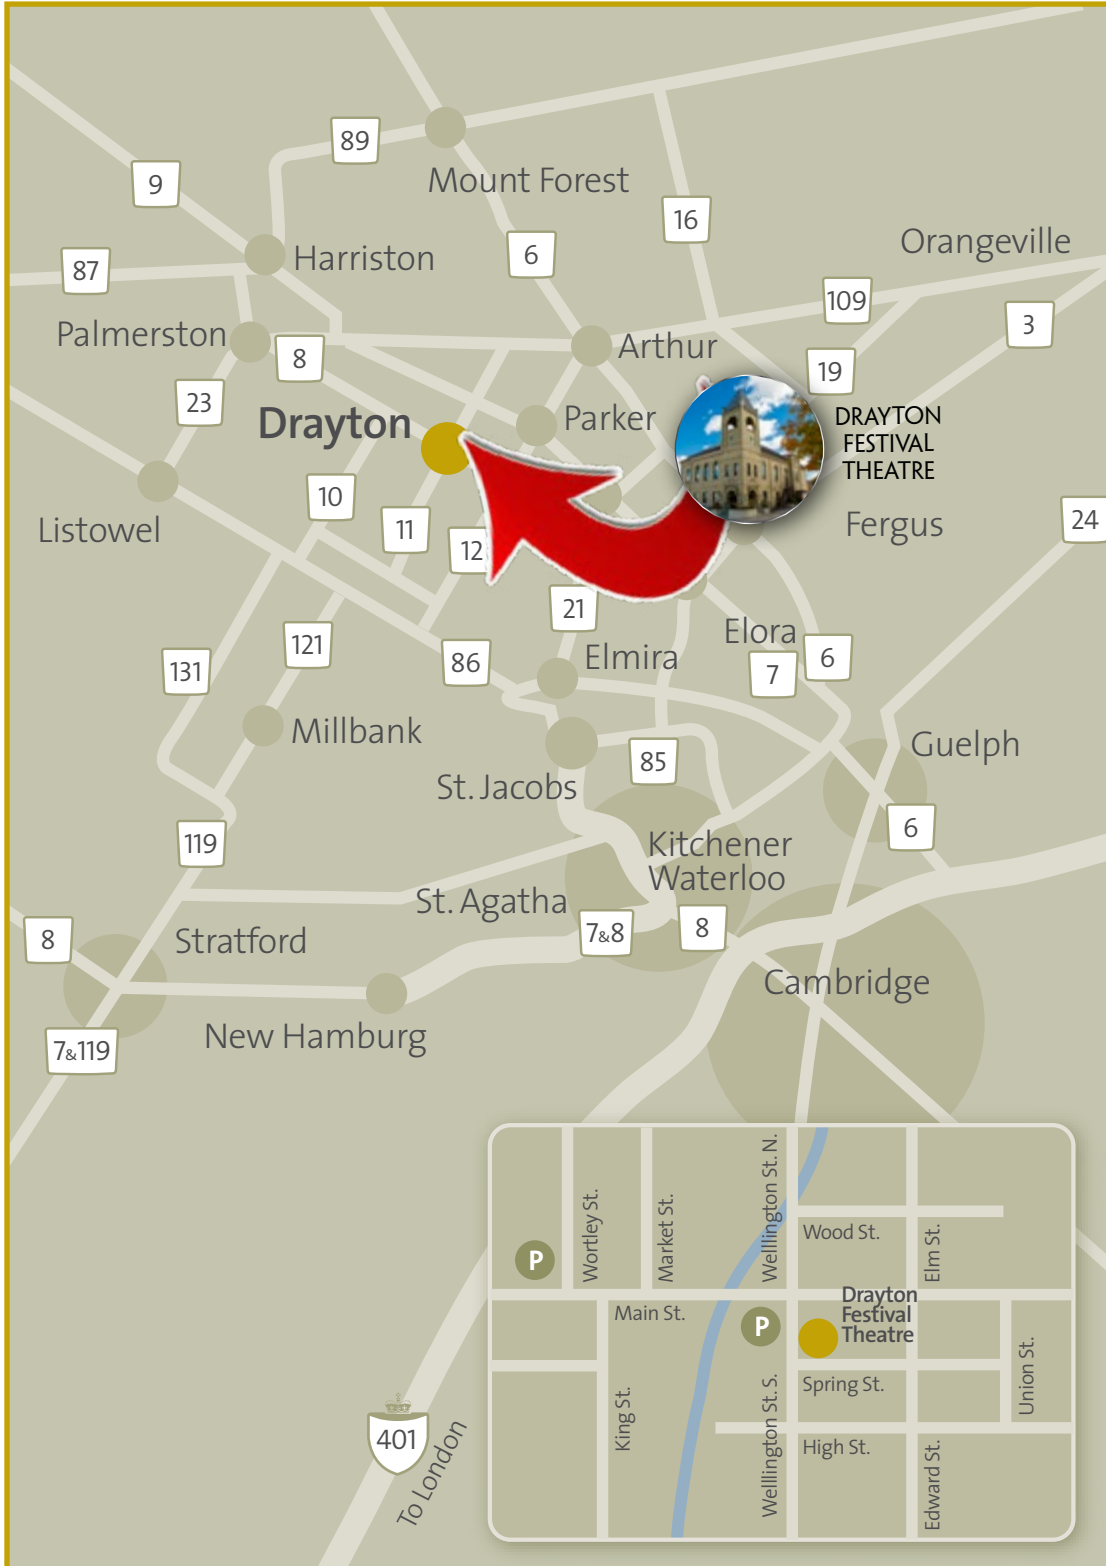 89
Mount Forest
9
16
Orangeville
6
Harriston
87
109
3
Palmerston
Arthur
8
19
23
Drayton
Parker
DRAYTON
FESTIVAL
THEATRE
10
Listowel
11
12
Fergus
24
21
Elora
121
131
86
Elmira
7
6
Millbank
85
Guelph
St. Jacobs
119
Kitchener
Waterloo
6
St. Agatha
8
Stratford
7&8
8
Cambridge
New Hamburg
7&119
Wortley St.
Market St.
Welllington St. N.
Wood St.
Elm St.
P
Main St.
P
Drayton
Festival
Theatre
King St.
Welllington St. S.
Spring St.
Union St.
High St.
Edward St.
401
To London